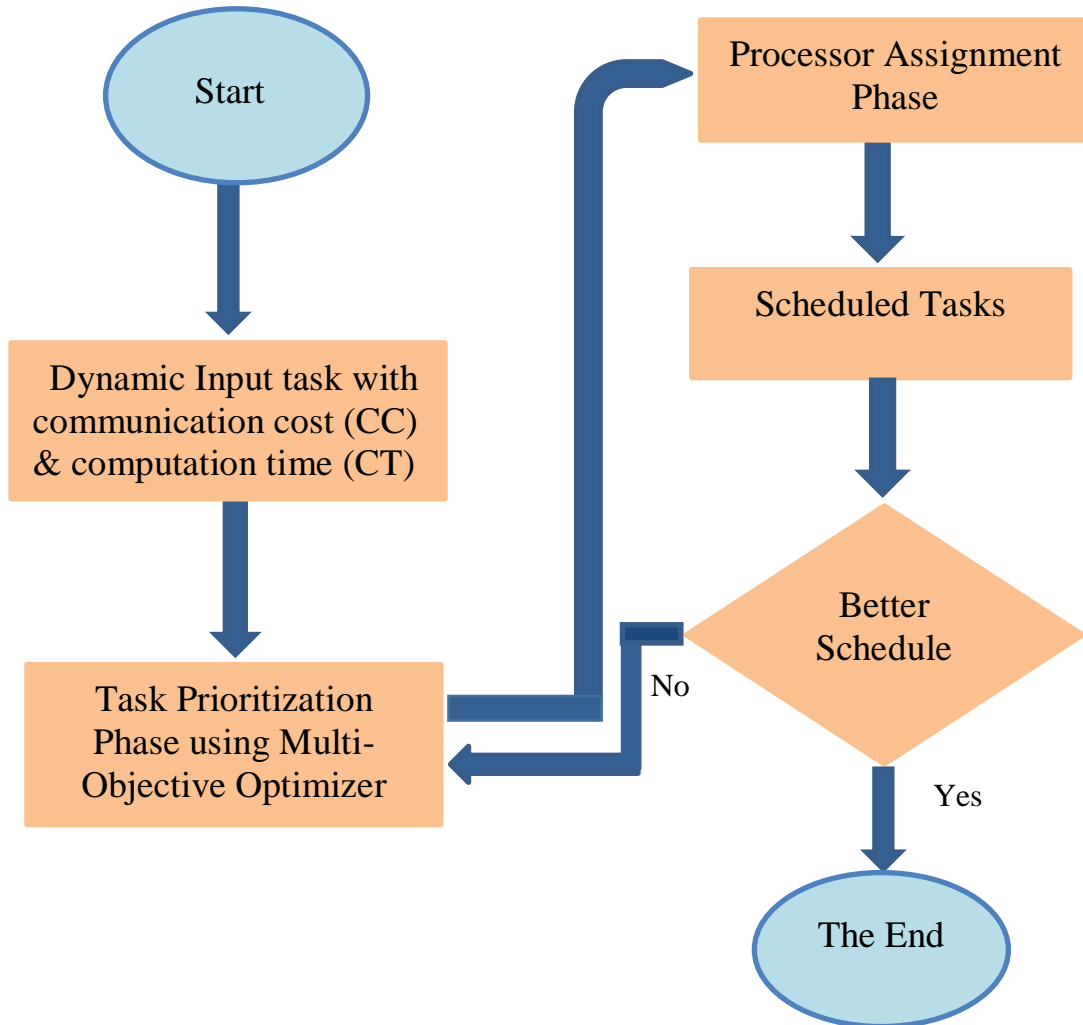 Start
Dynamic Input task with
communication cost (CC)
& computation time (CT)
Task Prioritization
Phase using Multi-
Objective Optimizer
Processor Assignment
Phase
Scheduled Tasks
Better
Schedule
No
Yes
The End